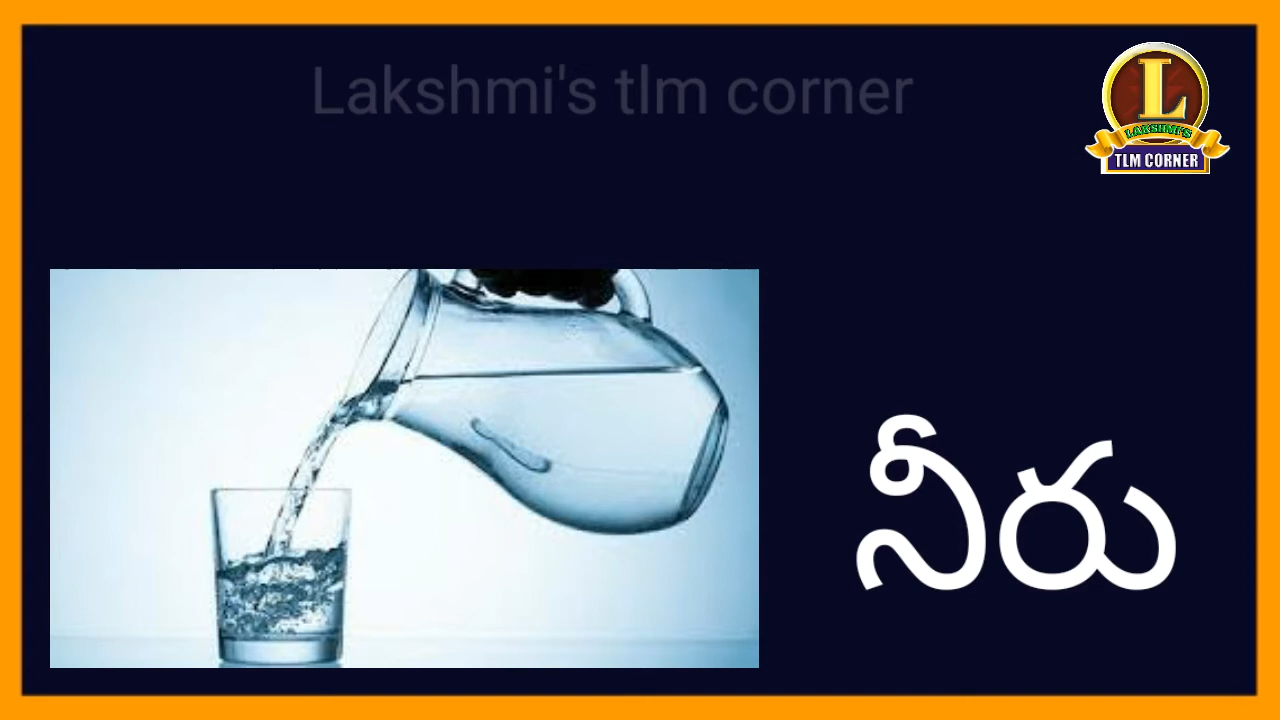 Lakshmi's tlm corner
L
LAKSHMI'S
TLM CORNER
నీరు